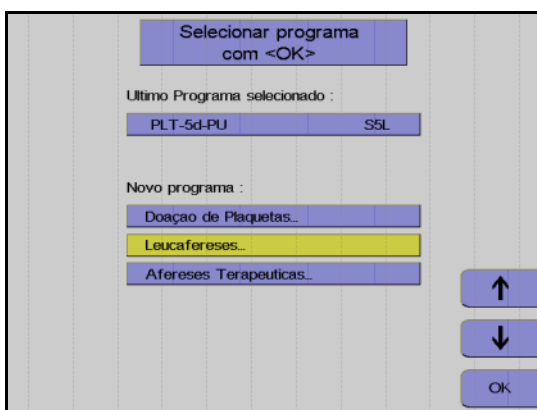 Selecionar programa
com <OK>
Ultimo Programa selecionado :
PLT-5d-PU S5L
Novo programa :
Doaçao de Plaquetas...
Leucafereses...
Afereses Terapeuticas...
↑
↓
OK